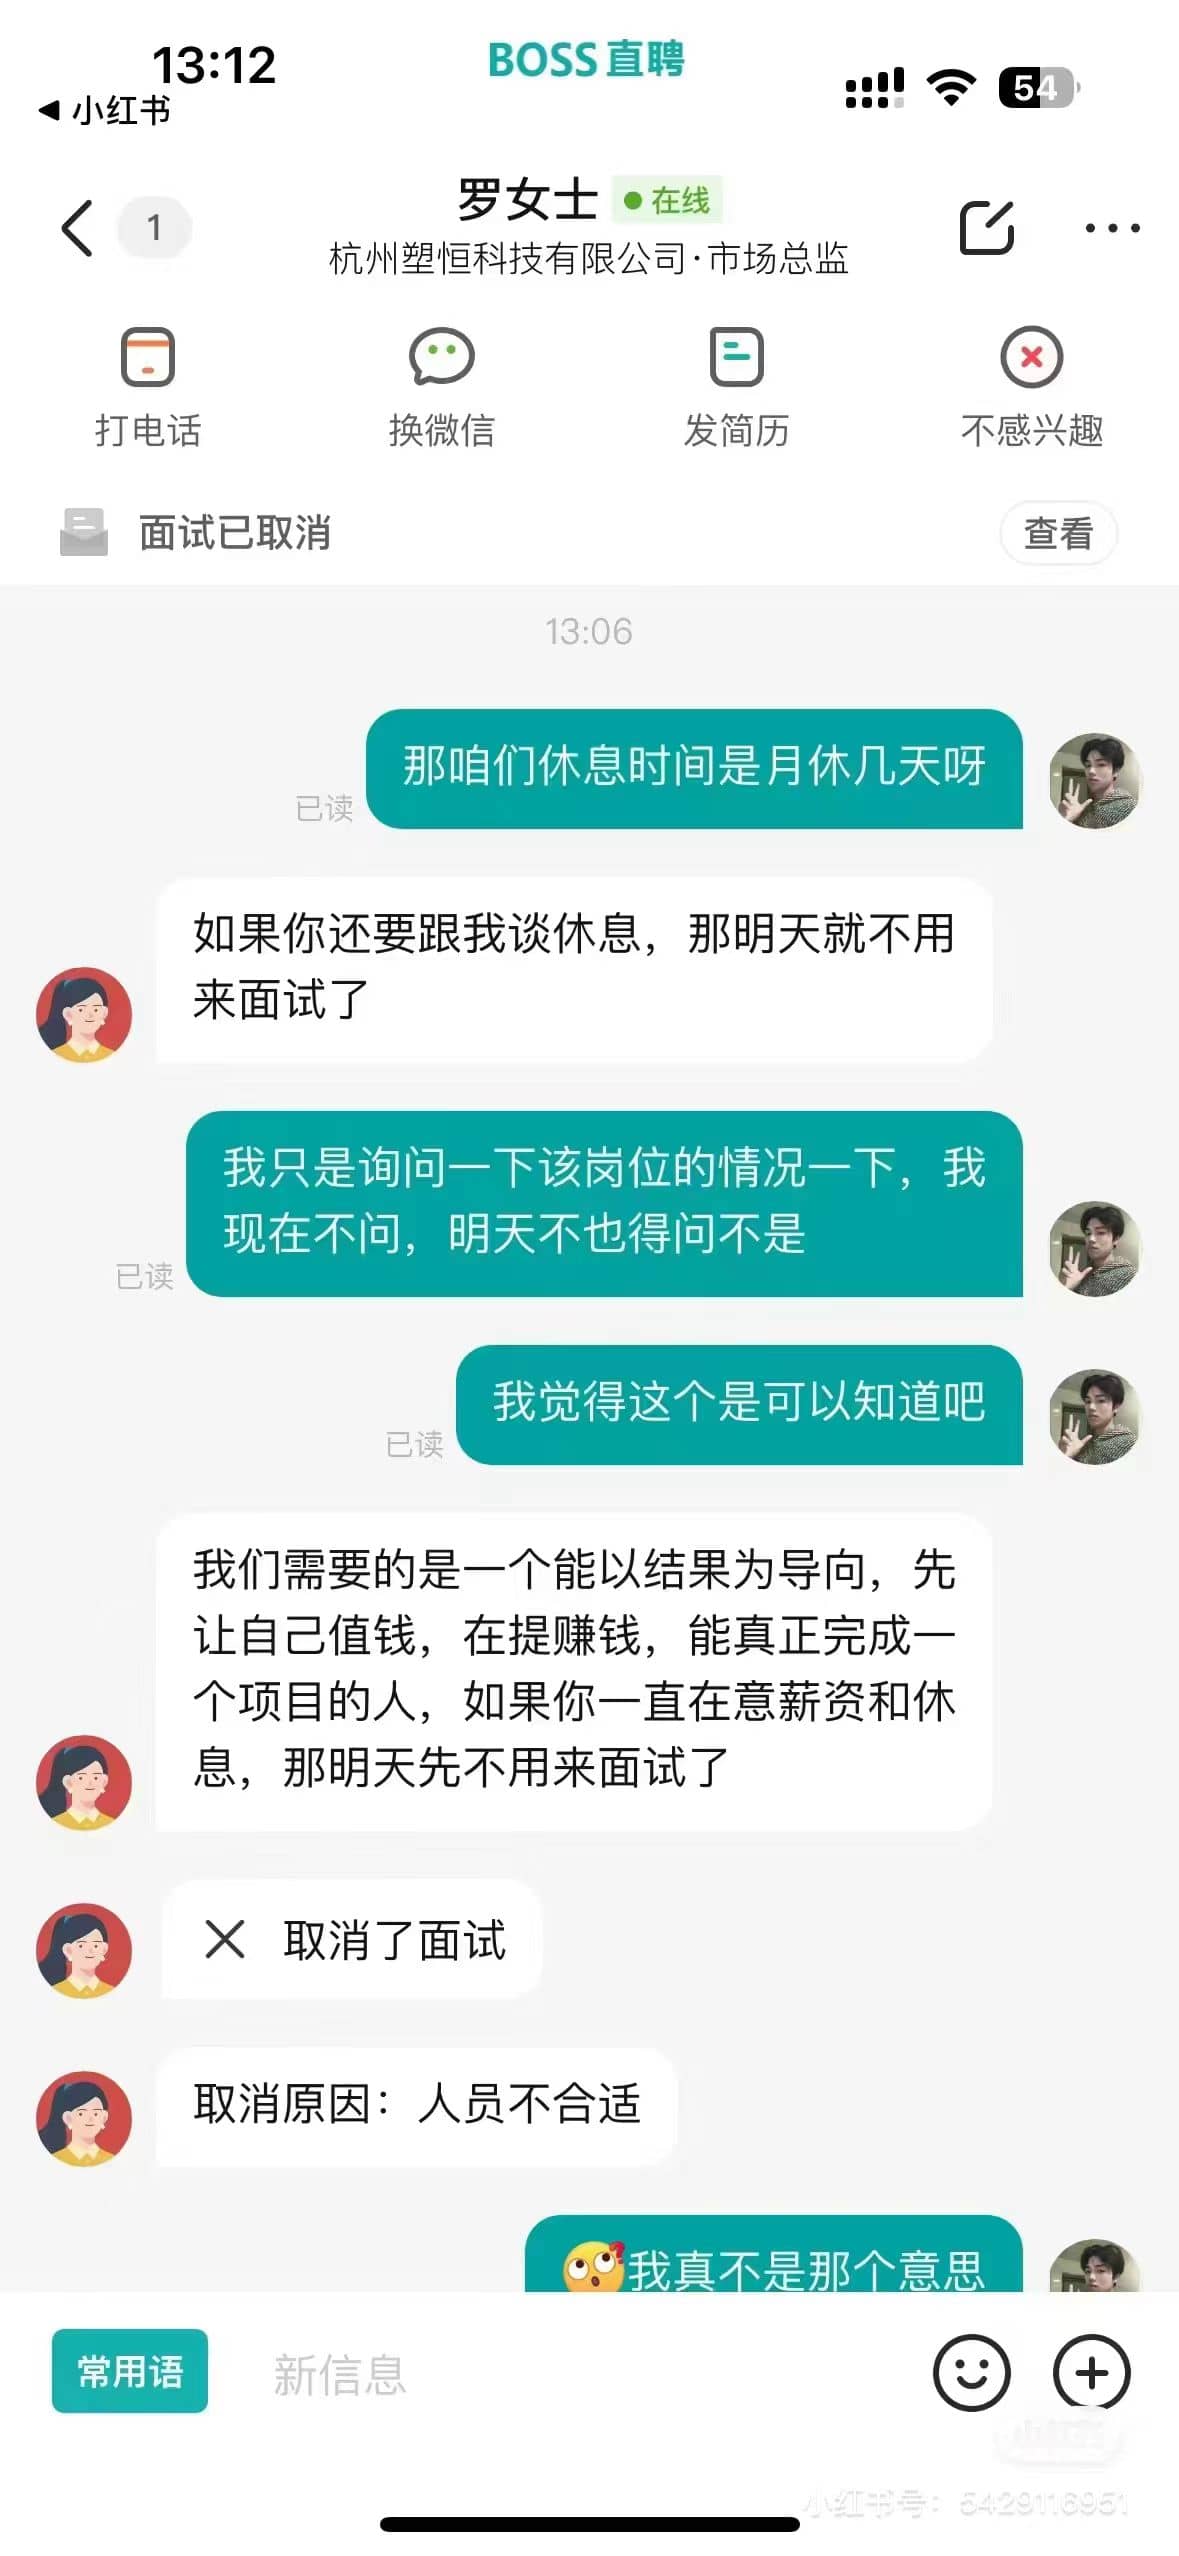 13:12
BOSS 直聘
54
◀ 小红书
1
罗女士 在线
杭州塑恒科技有限公司·市场总监
打电话
换微信
发简历
不感兴趣
面试已取消
查看
13:06
那咱们休息时间是月休几天呀
已读
如果你还要跟我谈休息，那明天就不用
来面试了
我只是询问一下该岗位的情况一下，我
现在不问，明天不也得问不是
已读
我觉得这个是可以知道吧
已读
我们需要的是一个能以结果为导向，先
让自己值钱，在提赚钱，能真正完成一
个项目的人，如果你一直在意薪资和休
息，那明天先不用来面试了
取消了面试
取消原因：人员不合适
我真不是那个意思
常用语
新信息
小红书
小红书号：5429116951